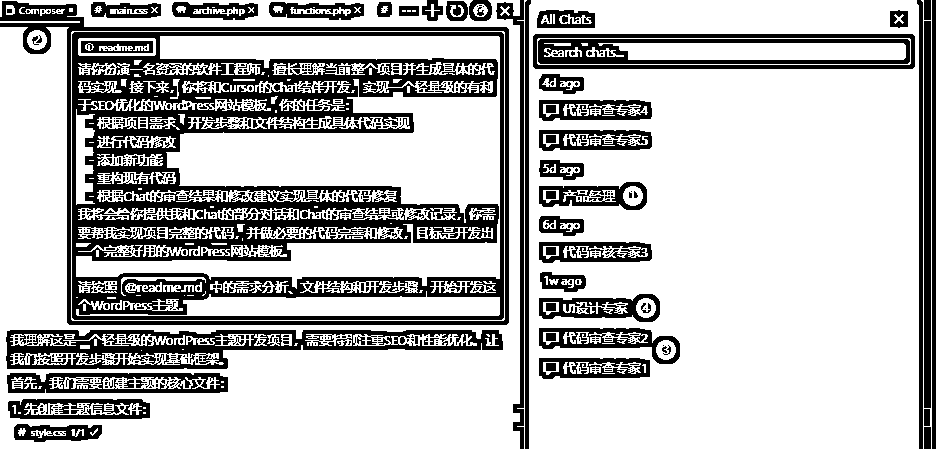 Composer
# main.css ×
archive.php ×
functions.php ×
#
readme.md
请你扮演一名资深的软件工程师，擅长理解当前整个项目并生成具体的代
码实现。接下来，你将和Cursor的Chat结伴开发，实现一个轻量级的有利
于SEO优化的WordPress网站模板。你的任务是：
- 根据项目需求、开发步骤和文件结构生成具体代码实现
- 进行代码修改
- 添加新功能
- 重构现有代码
- 根据Chat的审查结果和修改建议实现具体的代码修复
我将会给你提供我和Chat的部分对话和Chat的审查结果或修改记录，你需
要帮我实现项目完整的代码，并做必要的代码完善和修改，目标是开发出
一个完整好用的WordPress网站模板。
请按照 @readme.md 中的需求分析、文件结构和开发步骤，开始开发这
个WordPress主题。
我理解这是一个轻量级的WordPress主题开发项目，需要特别注重SEO和性能优化。让
我们按照开发步骤开始实现基础框架。
首先，我们需要创建主题的核心文件：
1. 先创建主题信息文件：
# style.css 1/1 ✓
All Chats
Search chats...
4d ago
代码审查专家4
代码审查专家5
5d ago
产品经理
6d ago
代码审核专家3
1w ago
UI设计专家
代码审查专家2
代码审查专家1